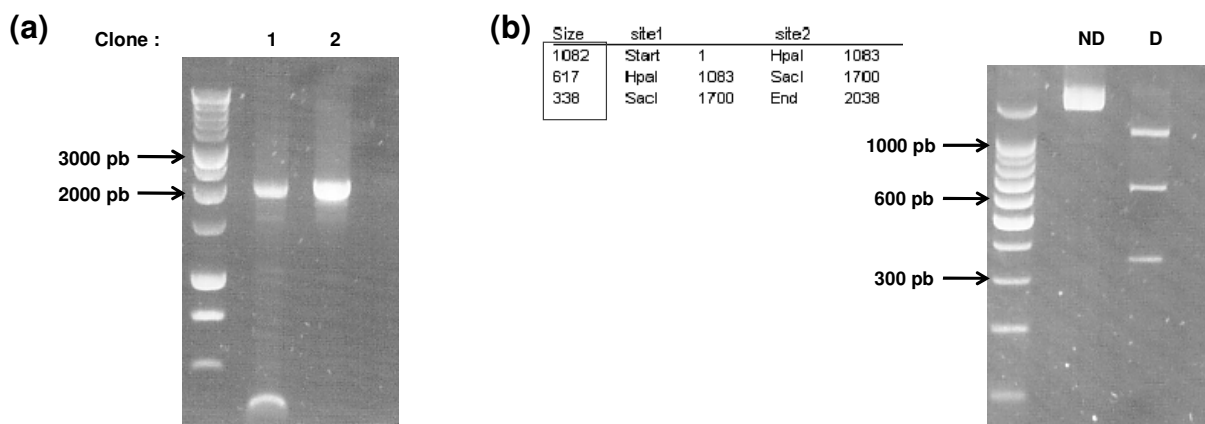 (a)
Clone : 1 2
3000 pb
2000 pb
(b)
Size site1 site2
1082 Start 1 HpaI 1083
617 HpaI 1083 SacI 1700
338 SacI 1700 End 2038
ND D
1000 pb
600 pb
300 pb